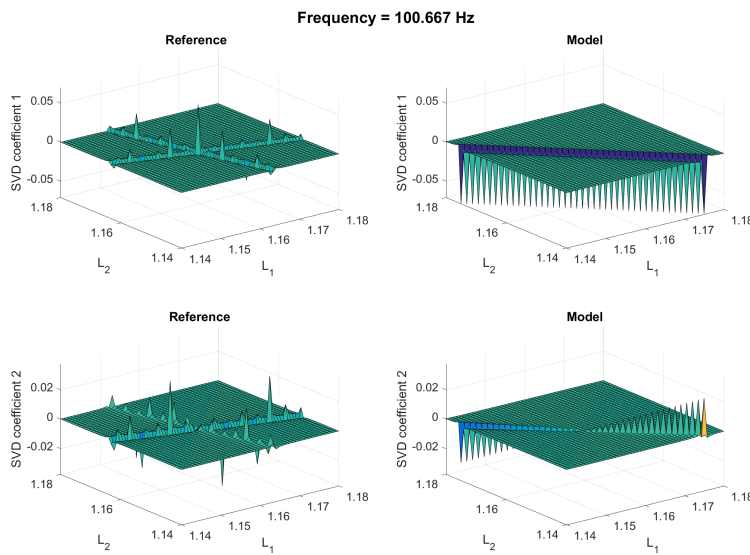 Frequency = 100.667 Hz
Reference
Model
SVD coefficient 1
0.05
0
-0.05
1.18
1.16
1.14
L2
1.14
1.15
1.16
1.17
1.18
L1
SVD coefficient 1
0.05
0
-0.05
1.18
1.16
1.14
L2
1.14
1.15
1.16
1.17
1.18
L1
Reference
Model
SVD coefficient 2
0.02
0
-0.02
1.18
1.16
1.14
L2
1.14
1.15
1.16
1.17
1.18
L1
SVD coefficient 2
0.02
0
-0.02
1.18
1.16
1.14
L2
1.14
1.15
1.16
1.17
1.18
L1